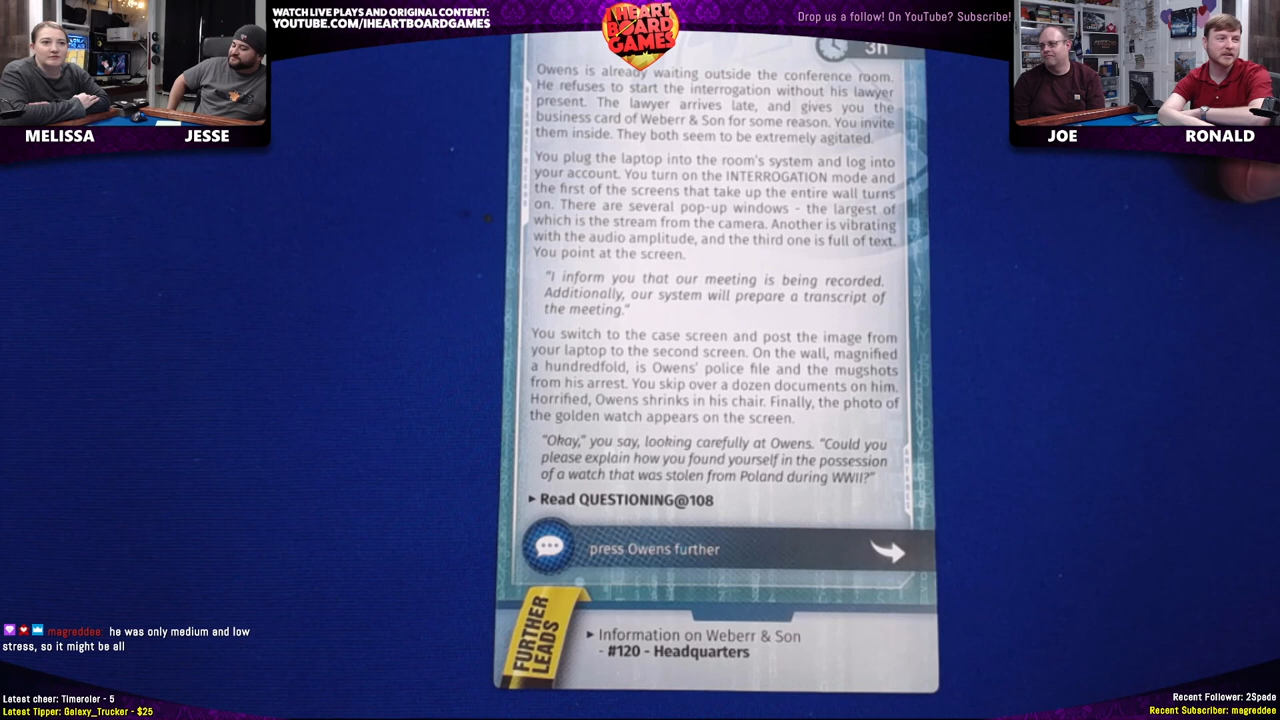 WATCH LIVE PLAYS AND ORIGINAL CONTENT:
YOUTUBE.COM/IHEARTBOARDGAMES
I HEART
BOARD
GAMES
Drop us a follow! On YouTube? Subscribe!
MELISSA
JESSE
JOE
RONALD
3h
Owens is already waiting outside the conference room.
He refuses to start the interrogation without his lawyer
present. The lawyer arrives late, and gives you the
business card of Weberr & Son for some reason. You invite
them inside. They both seem to be extremely agitated.
You plug the laptop into the room's system and log into
your account. You turn on the INTERROGATION mode and
the first of the screens that take up the entire wall turns
on. There are several pop-up windows - the largest of
which is the stream from the camera. Another is vibrating
with the audio amplitude, and the third one is full of text.
You point at the screen.
"I inform you that our meeting is being recorded.
Additionally, our system will prepare a transcript of
the meeting."
You switch to the case screen and post the image from
your laptop to the second screen. On the wall, magnified
a hundredfold, is Owens' police file and the mugshots
from his arrest. You skip over a dozen documents on him.
Horrified, Owens shrinks in his chair. Finally, the photo of
the golden watch appears on the screen.
"Okay," you say, looking carefully at Owens. "Could you
please explain how you found yourself in the possession
of a watch that was stolen from Poland during WWII?"
▸ Read QUESTIONING@108
press Owens further
FURTHER
LEADS
▸ Information on Weberr & Son
- #120 - Headquarters
magreddee: he was only medium and low
stress, so it might be all
Latest cheer: Timeroler - 5
Latest Tipper: Galaxy_Trucker - $25
Recent Follower: 2Spade
Recent Subscriber: magreddee